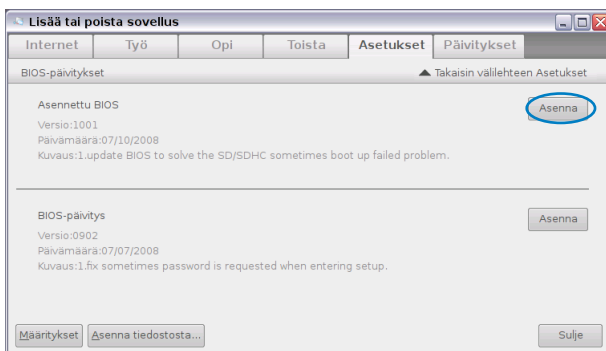 Lisää tai poista sovellus
Internet Työ Opi Toista Asetukset Päivitykset
BIOS-päivitykset Takaisin välilehteen Asetukset
Asennettu BIOS Asenna
Versio:1001
Päivämäärä:07/10/2008
Kuvaus:1.update BIOS to solve the SD/SDHC sometimes boot up failed problem.
BIOS-päivitys Asenna
Versio:0902
Päivämäärä:07/07/2008
Kuvaus:1.fix sometimes password is requested when entering setup.
Määritykset Asenna tiedostosta... Sulje